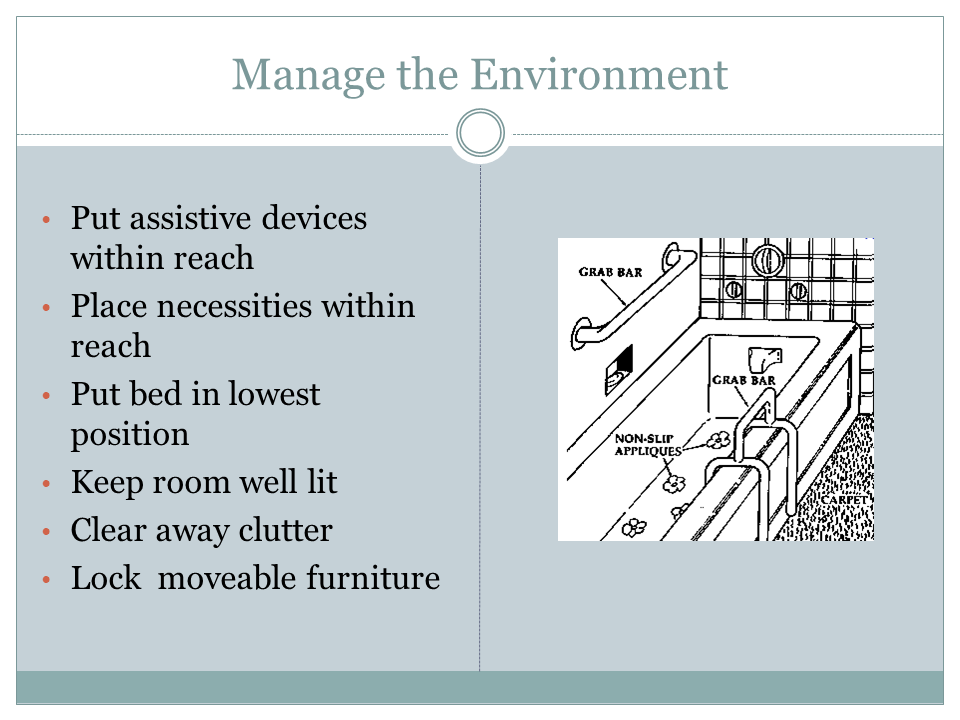 Manage the Environment
• Put assistive devices
within reach
• Place necessities within
reach
• Put bed in lowest
position
• Keep room well lit
• Clear away clutter
• Lock  moveable furniture
GRAB BAR
GRAB BAR
NON-SLIP
APPLIQUES
CARPET